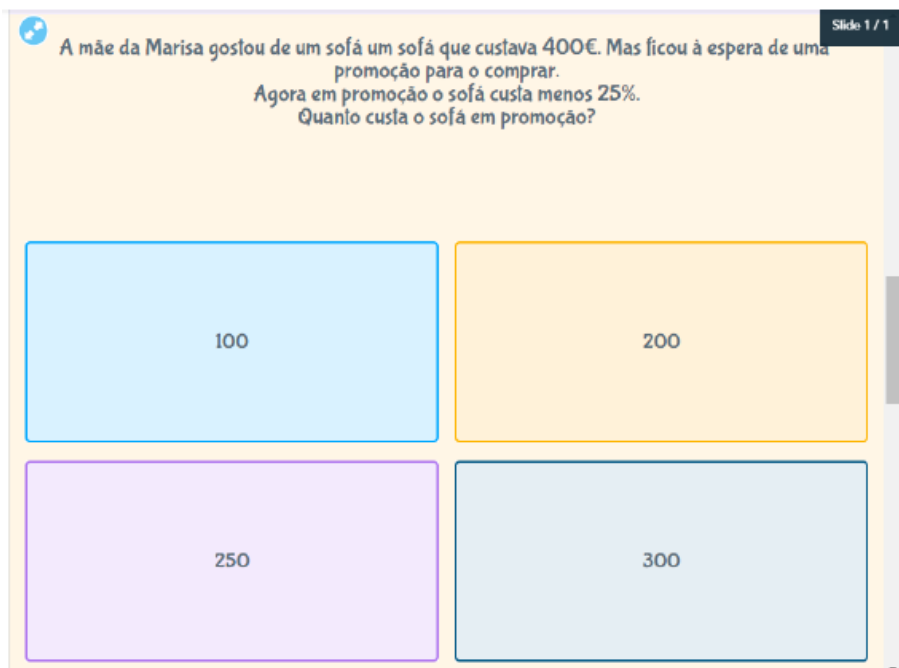 Slide 1 / 1
A mãe da Marisa gostou de um sofá um sofá que custava 400€. Mas ficou à espera de uma
promoção para o comprar.
Agora em promoção o sofá custa menos 25%.
Quanto custa o sofá em promoção?
100
200
250
300